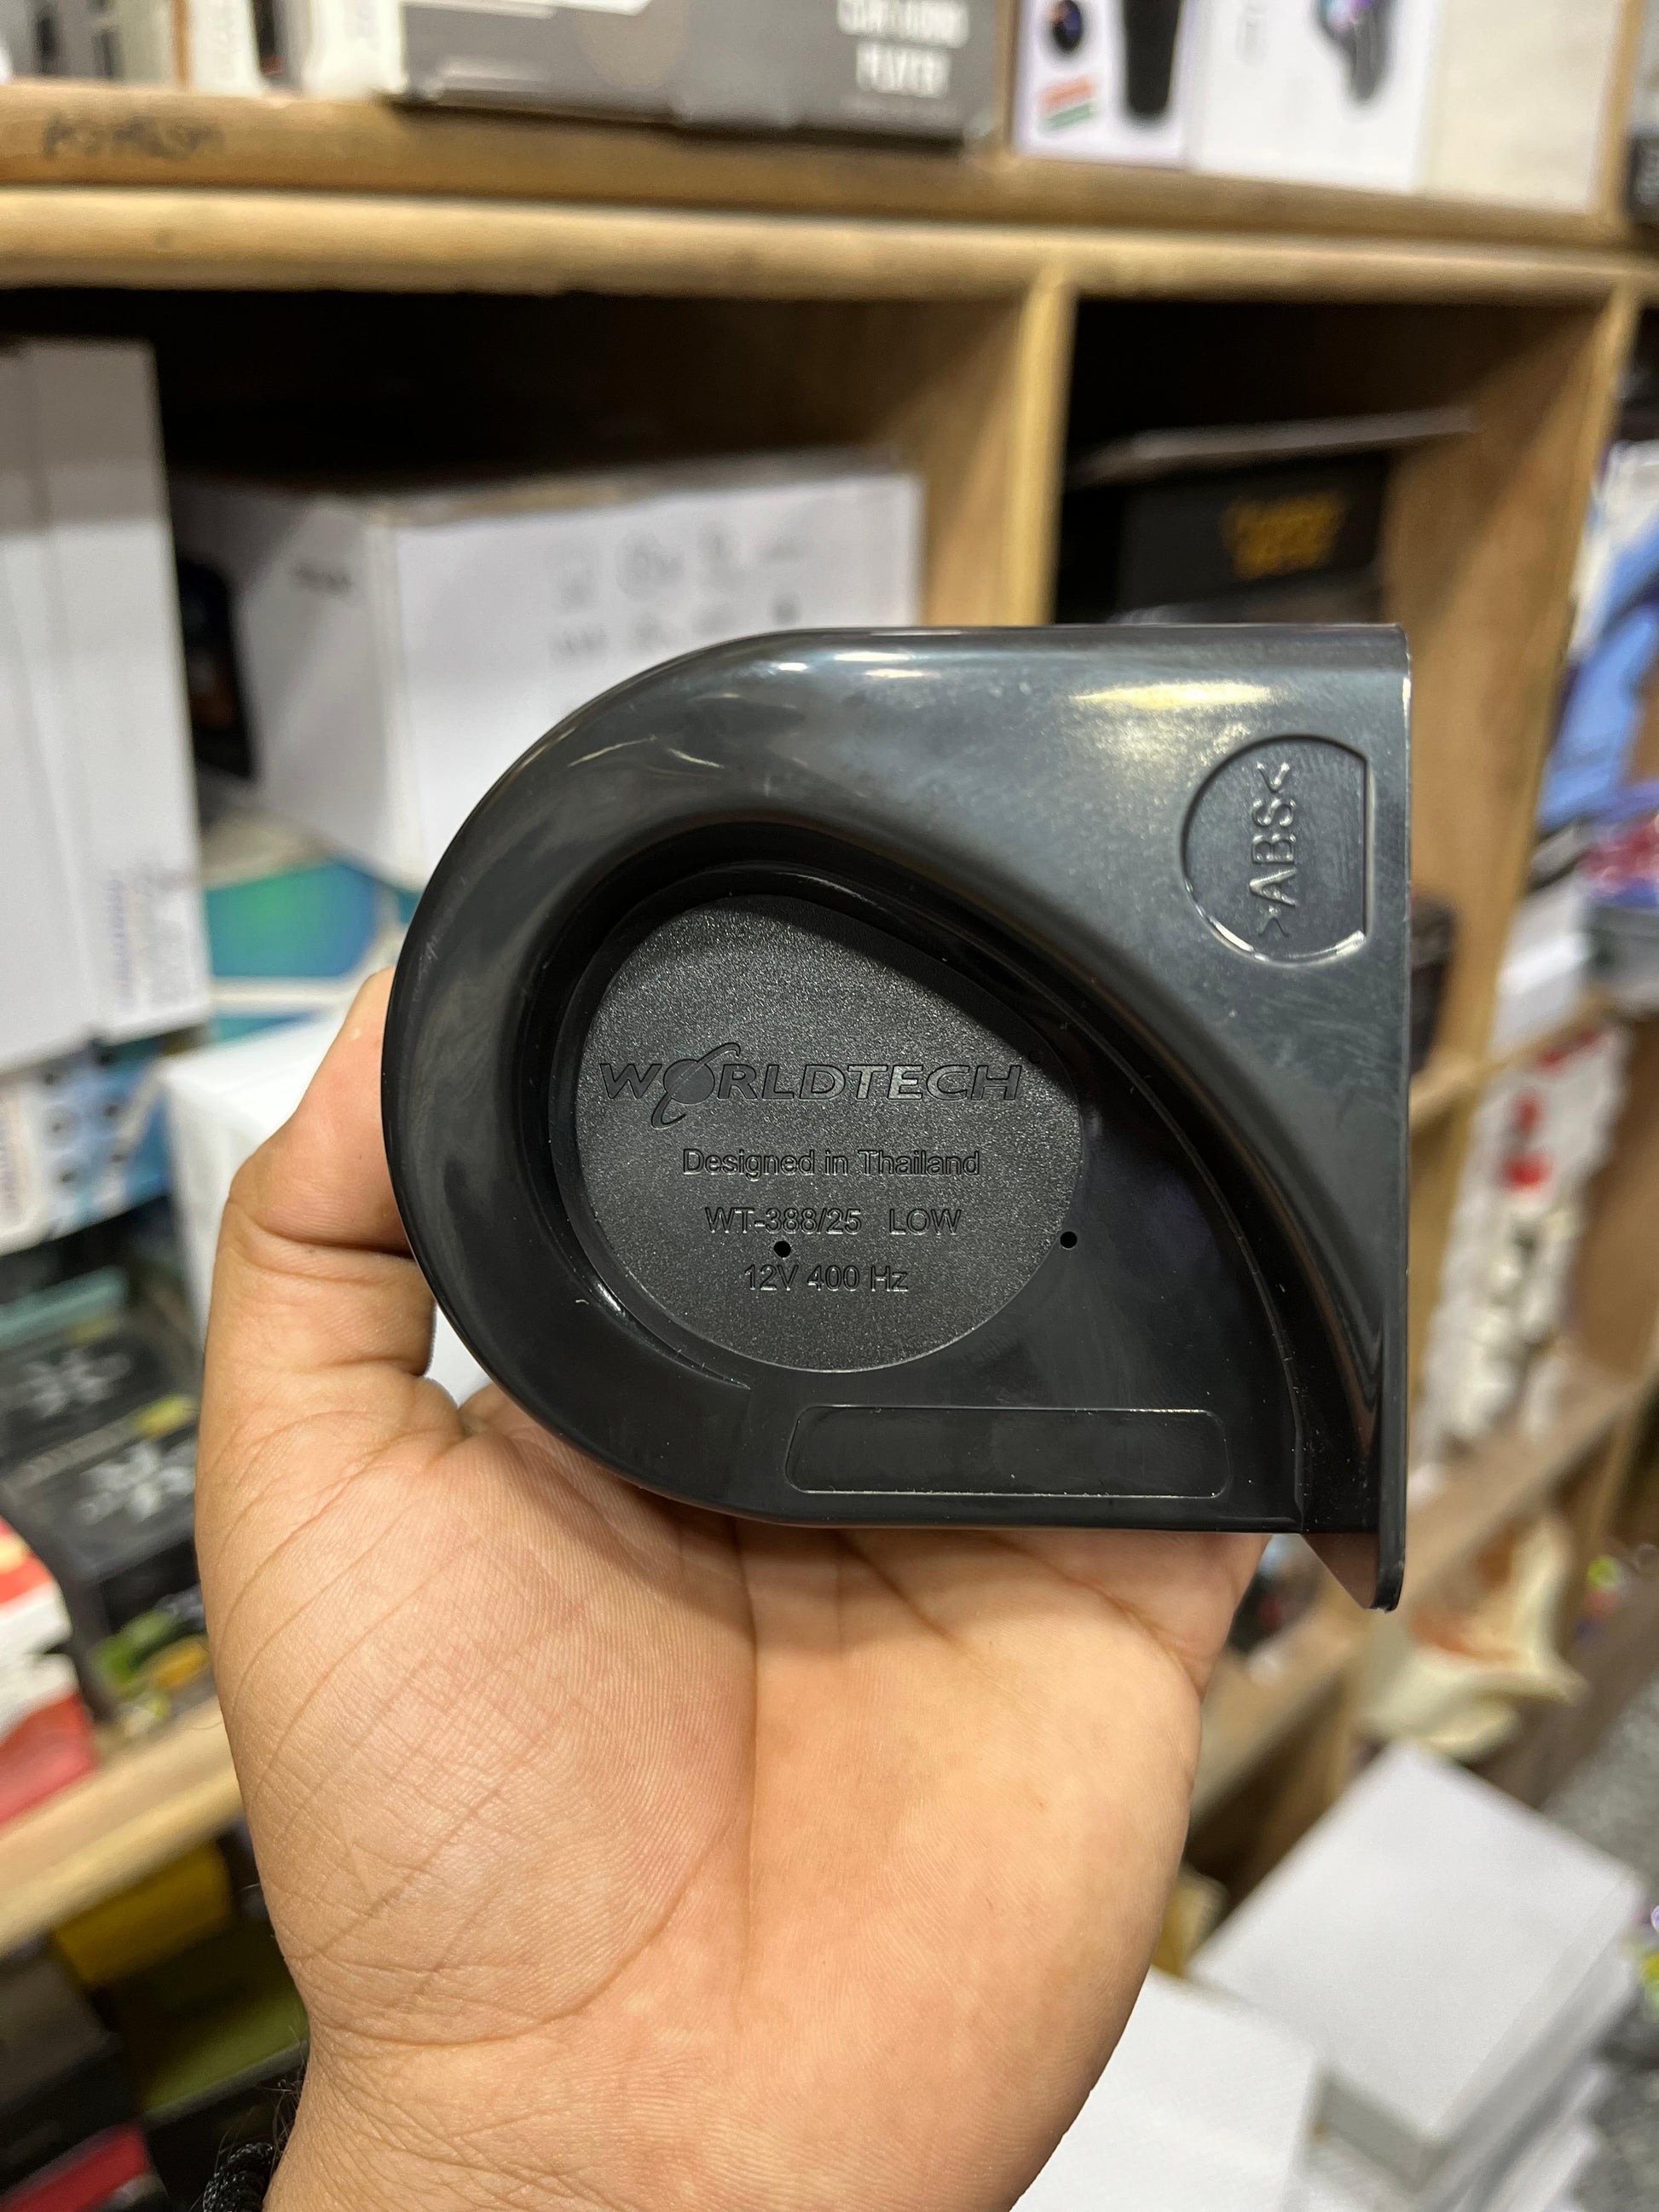 >ABS<
WORLDTECH
Designed in Thailand
WT-388/25 LOW
12V 400 Hz